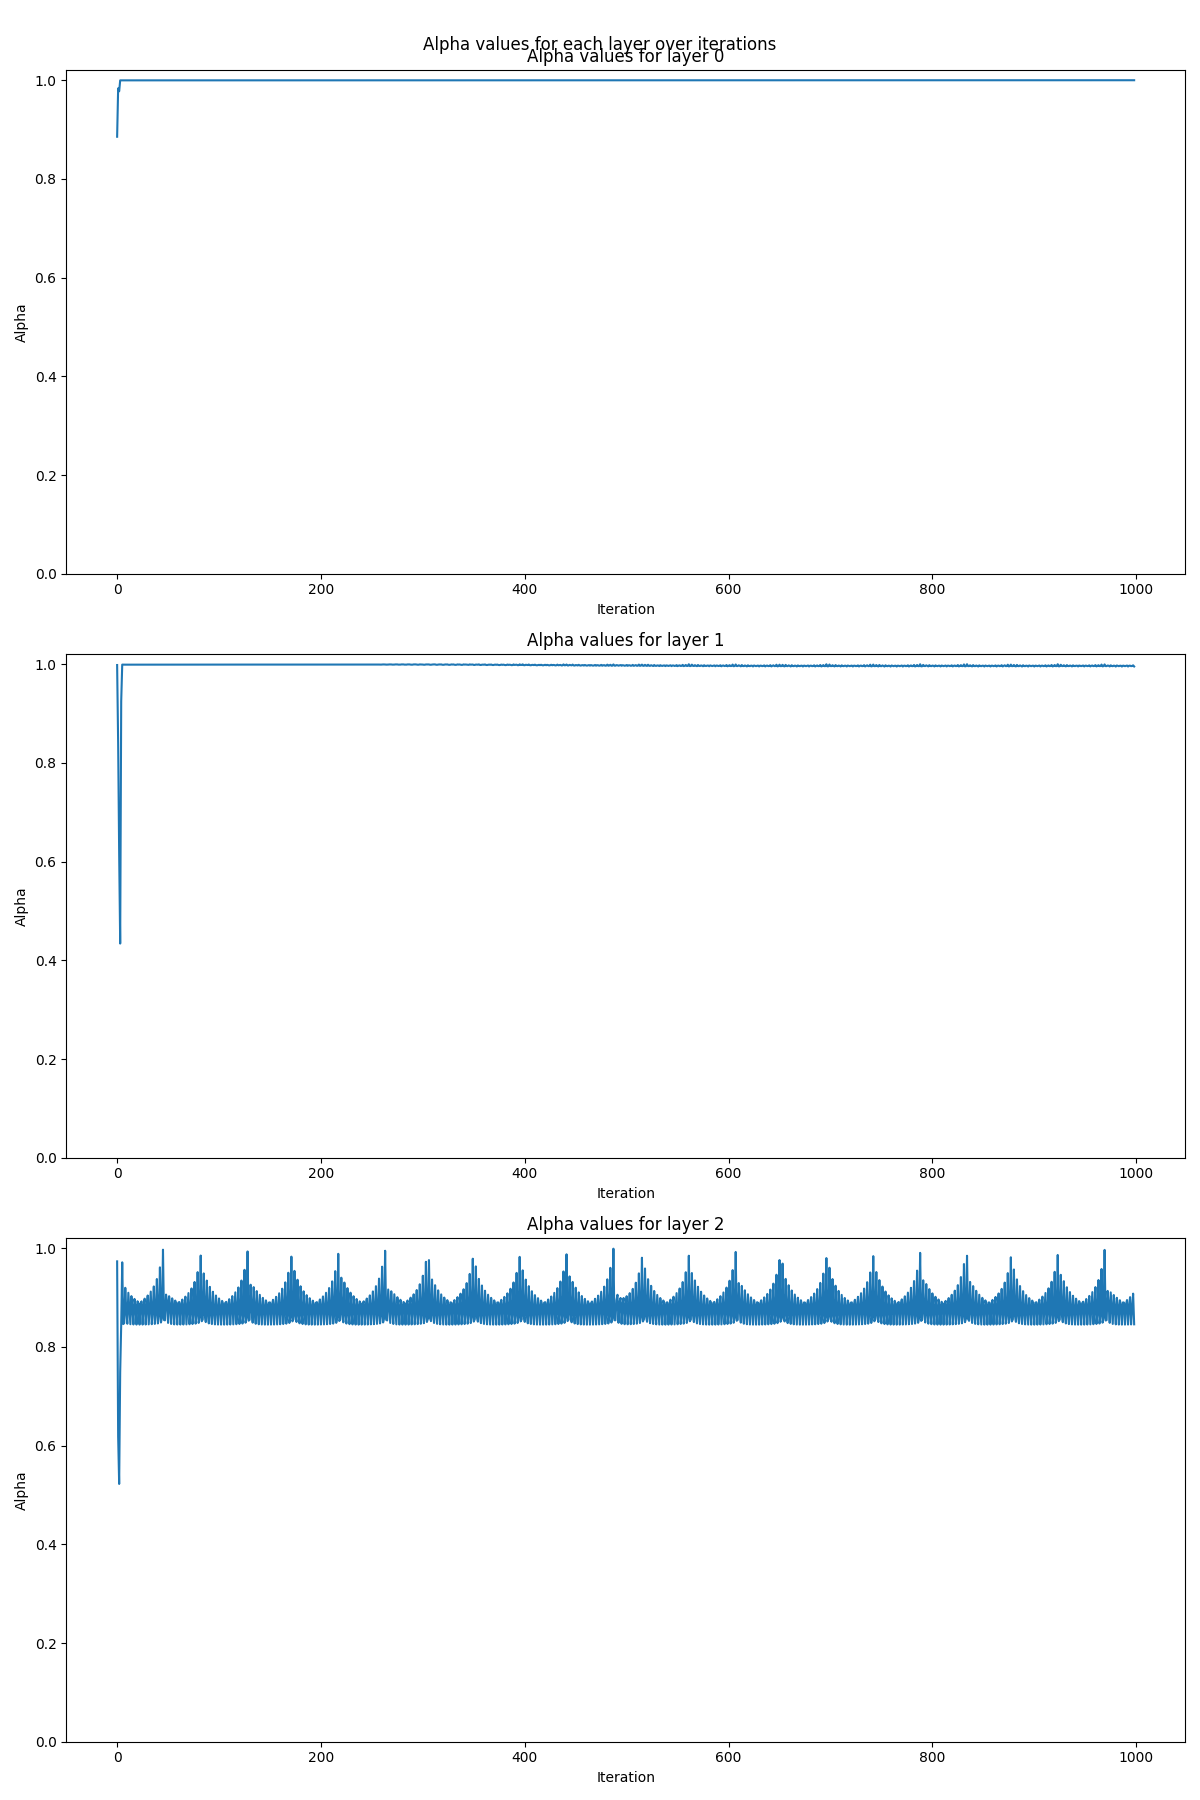 Alpha values for each layer over iterations
Alpha values for layer 0
1.0
0.8
0.6
0.4
0.2
0.0
Alpha
0 200 400 600 800 1000
Iteration
Alpha values for layer 1
1.0
0.8
0.6
0.4
0.2
0.0
Alpha
0 200 400 600 800 1000
Iteration
Alpha values for layer 2
1.0
0.8
0.6
0.4
0.2
0.0
Alpha
0 200 400 600 800 1000
Iteration